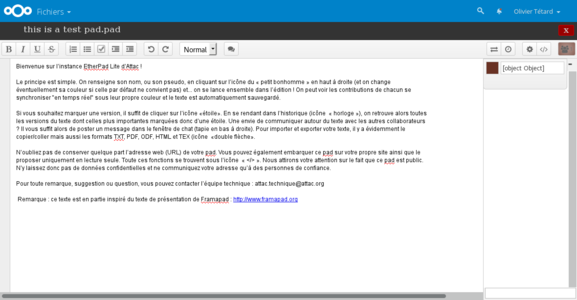 Fichiers
Olivier Tétard
this is a test pad.pad
X
B I U S
Normal
[object Object]
Bienvenue sur l'instance EtherPad Lite d'Attac !
Le principe est simple. On renseigne son nom, ou son pseudo, en cliquant sur l'icône du « petit bonhomme » en haut à droite (et on change
éventuellement sa couleur si celle par défaut ne convient pas) et... on se lance ensemble dans l'édition ! On peut voir les contributions de chacun se
synchroniser "en temps réel" sous leur propre couleur et le texte est automatiquement sauvegardé.
Si vous souhaitez marquer une version, il suffit de cliquer sur l'icône «étoile». En se rendant dans l'historique (icône « horloge »), on retrouve alors toutes
les versions du texte dont celles plus importantes marquées donc d'une étoile. Une envie de communiquer autour du texte avec les autres collaborateurs
? Il vous suffit alors de poster un message dans le fenêtre de chat (tapie en bas à droite). Pour importer et exporter votre texte, il y a évidemment le
copier/coller mais aussi les formats TXT, PDF, ODF, HTML et TEX (icône «double flèche».
N'oubliez pas de conserver quelque part l'adresse web (URL) de votre pad. Vous pouvez également embarquer ce pad sur votre propre site ainsi que le
proposer uniquement en lecture seule. Toute ces fonctions se trouvent sous l'icône « </> ». Nous attirons votre attention sur le fait que ce pad est public.
N'y laissez donc pas de données confidentielles et ne communiquez votre adresse qu'à des personnes de confiance.
Pour toute remarque, suggestion ou question, vous pouvez contacter l'équipe technique : attac.technique@attac.org
Remarque : ce texte est en partie inspiré du texte de présentation de Framapad : http://www.framapad.org